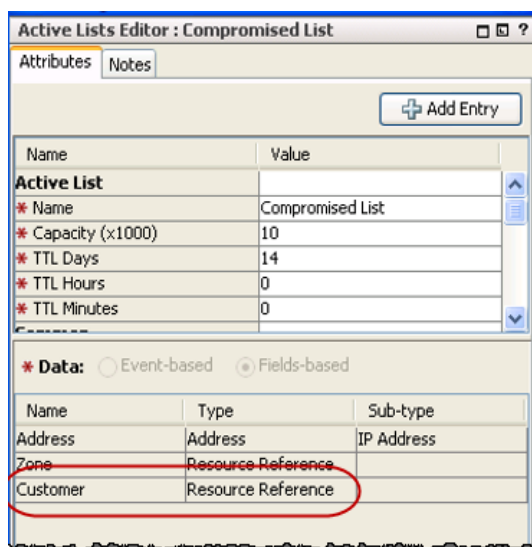 Active Lists Editor : Compromised List
Attributes Notes
Add Entry
Name Value
Active List
* Name Compromised List
* Capacity (x1000) 10
* TTL Days 14
* TTL Hours 0
* TTL Minutes 0
Common
* Data: Event-based Fields-based
Name Type Sub-type
Address Address IP Address
Zone Resource Reference
Customer Resource Reference